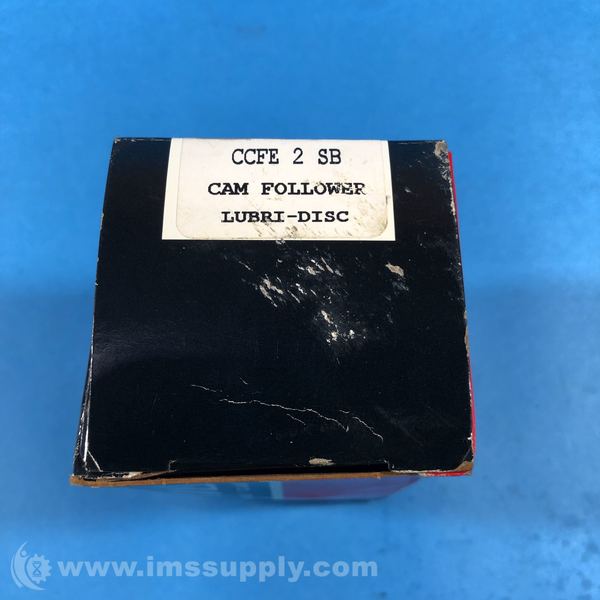 CCFE 2 SB
CAM FOLLOWER
LUBRI-DISC
www.imssupply.com